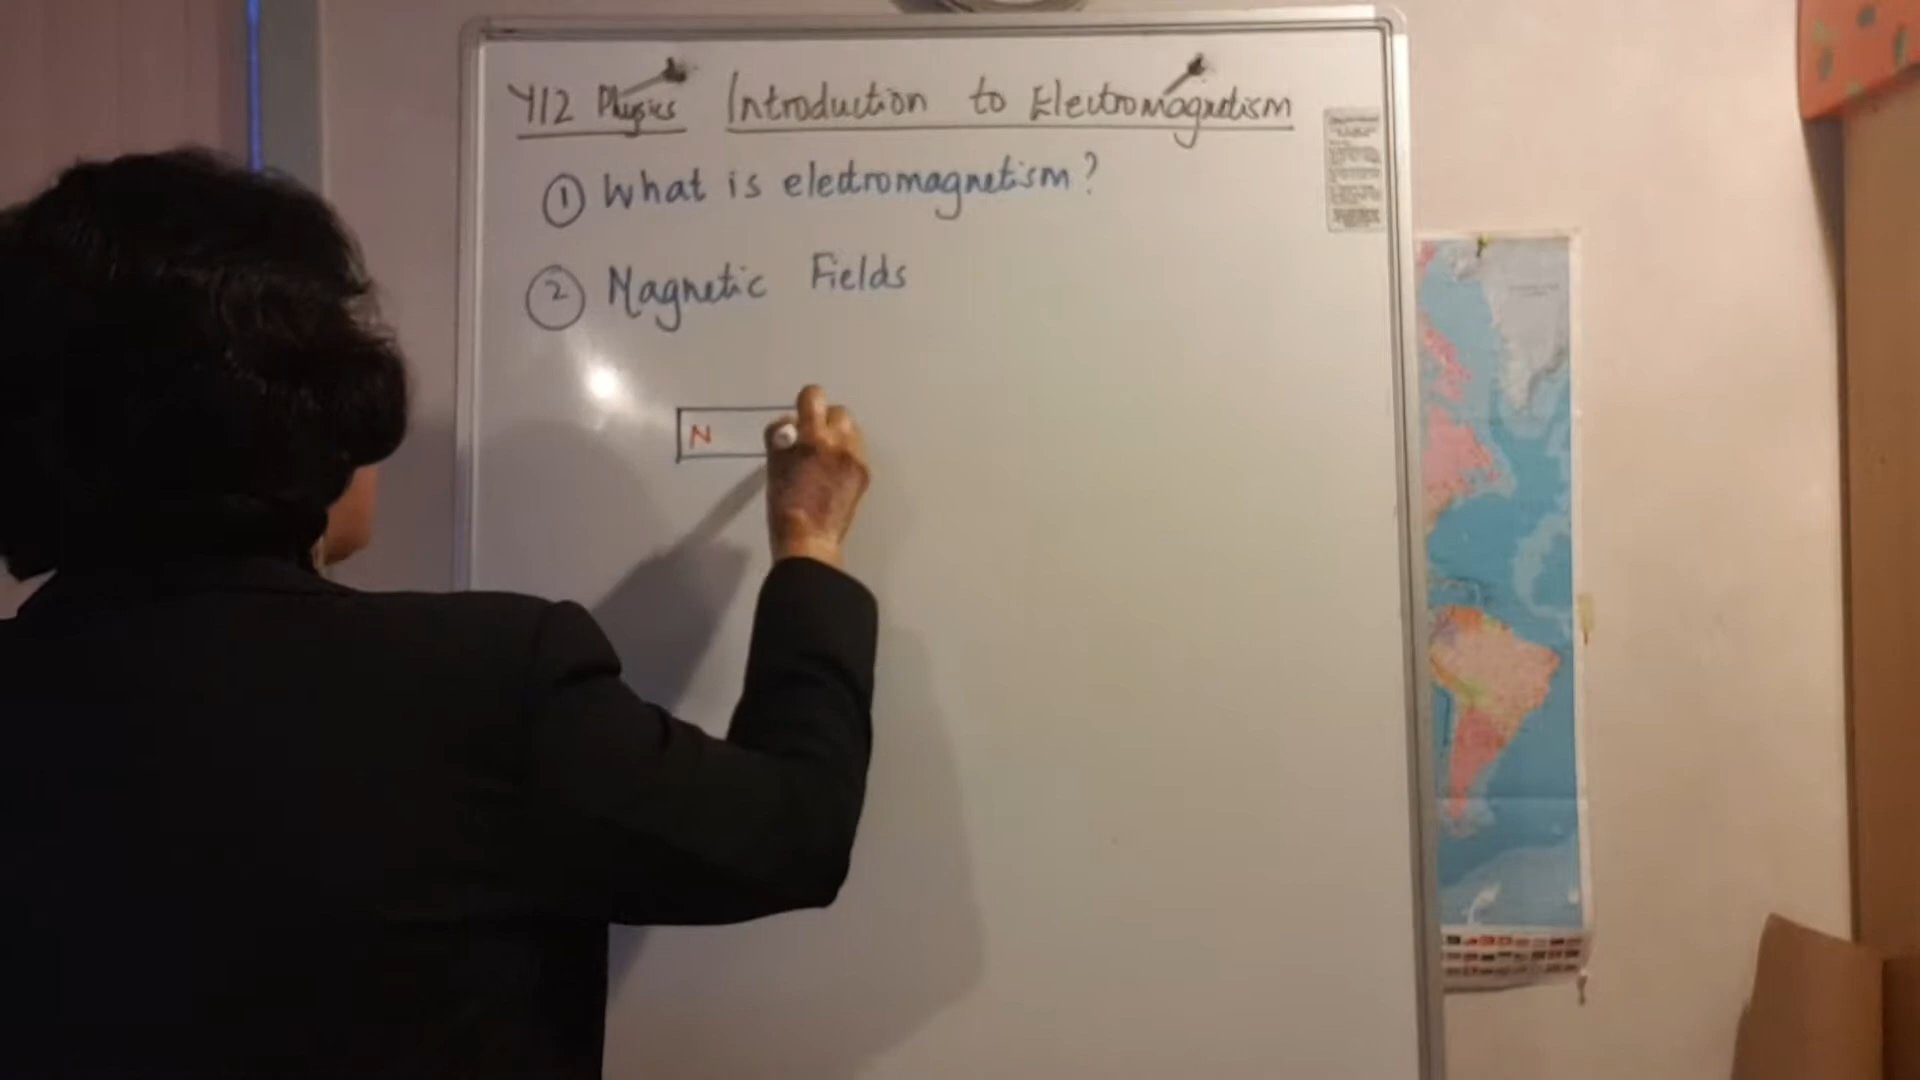 Y12 Physics Introduction to Electromagnetism
① What is electromagnetism?
② Magnetic Fields
N